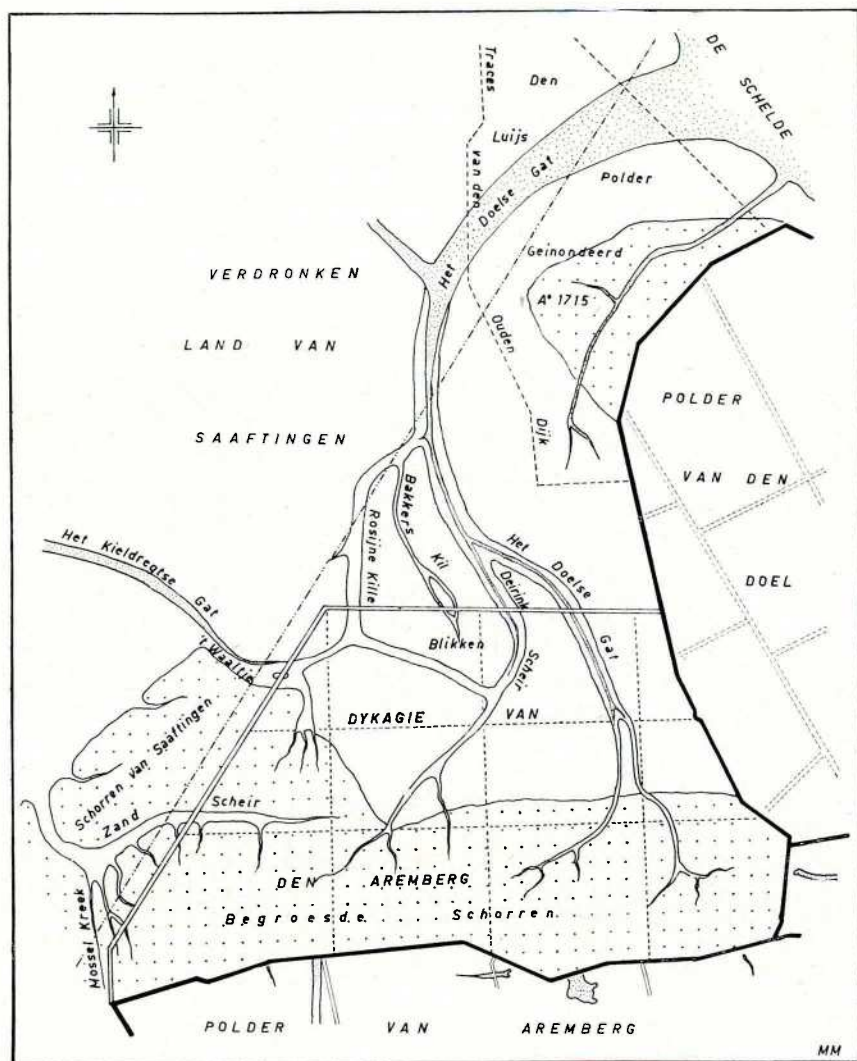 DE SCHELDE
Traces van den Ouden Dijk
Den
Luijs
Polder
Het Doelse Gat
Geinondeerd
Aº 1715
VERDRONKEN
LAND VAN
SAAFTINGEN
POLDER
VAN DEN
DOEL
Bakkers Kil
Rosijne Kille
Het Kieldregtse Gat
Het Doelse Gat
Deirink
Blikken
Scheir
't Waaltje
DYKAGIE VAN
Schorren van Saaftingen
Zand Scheir
DEN AREMBERG
Begroesde Schorren
Mossel Kreek
POLDER VAN AREMBERG
MM